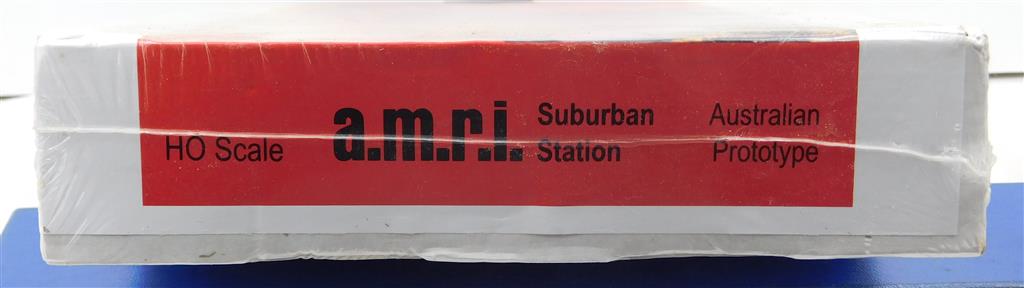 HO Scale
a.m.r.i.
Suburban
Station
Australian
Prototype